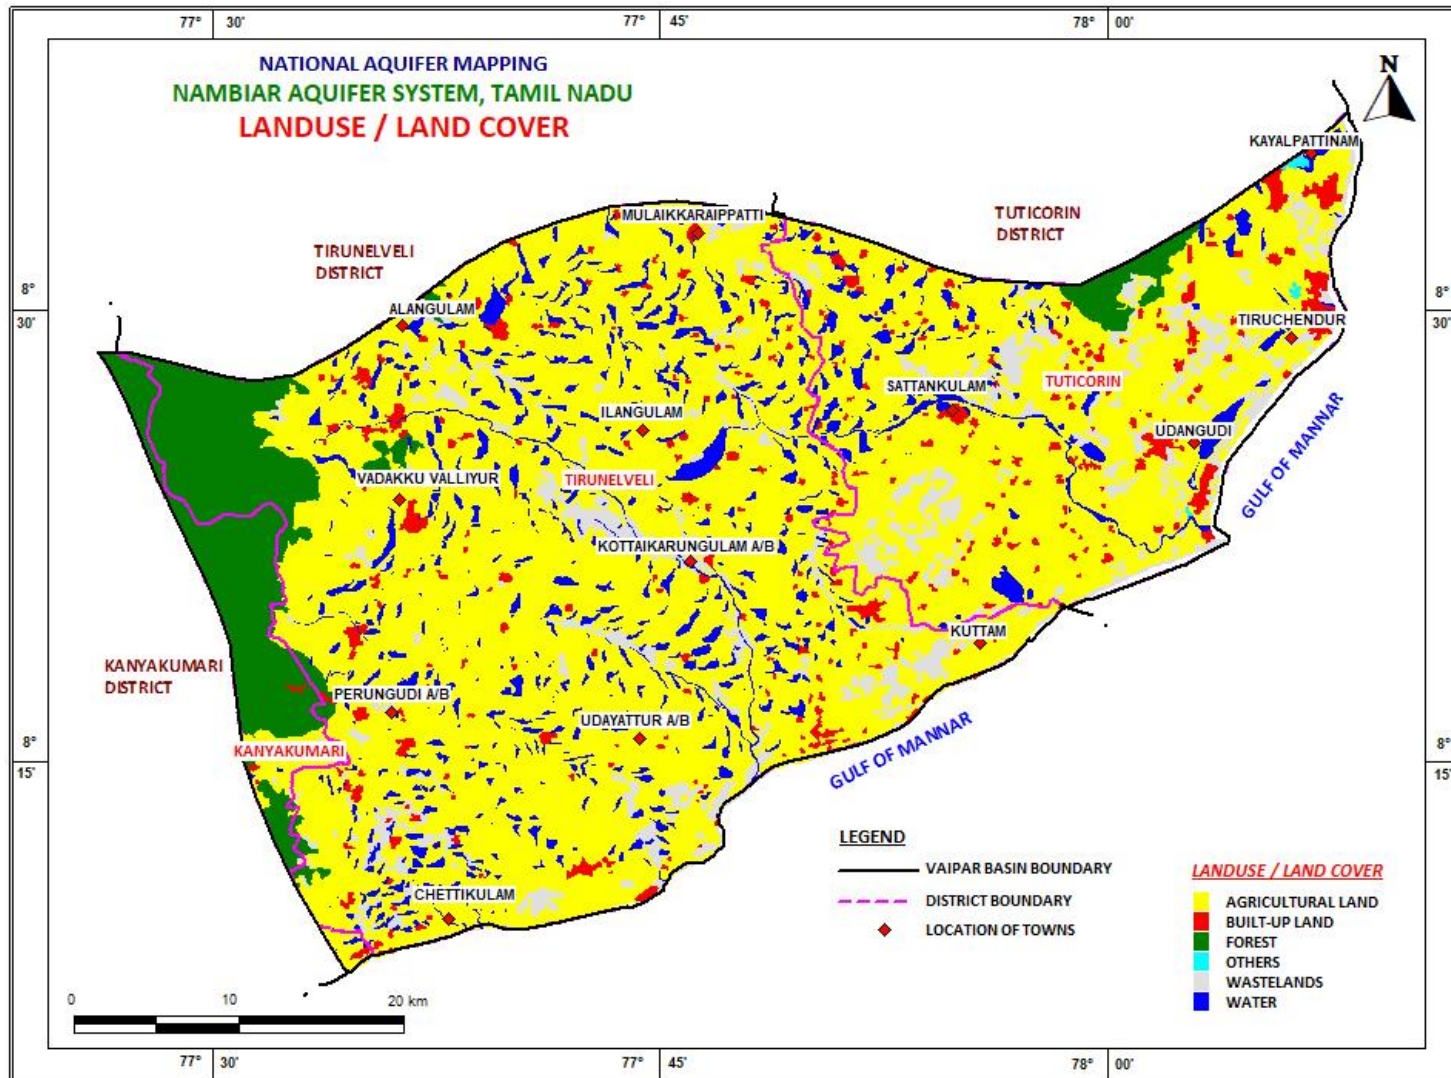 77° 30'
77° 45'
78° 00'
NATIONAL AQUIFER MAPPING
NAMBIAR AQUIFER SYSTEM, TAMIL NADU
LANDUSE / LAND COVER
N
KAYALPATTINAM
MULAIKKARAIPPATTI
TUTICORIN
DISTRICT
TIRUNELVELI
DISTRICT
8°
30'
8°
30'
ALANGULAM
TIRUCHENDUR
SATTANKULAM
TUTICORIN
ILANGULAM
UDANGUDI
GULF OF MANNAR
VADAKKU VALLIYUR
TIRUNELVELI
KOTTAIKARUNGULAM A/B
KUTTAM
KANYAKUMARI
DISTRICT
PERUNGUDI A/B
UDAYATTUR A/B
KANYAKUMARI
GULF OF MANNAR
8°
15'
8°
15'
CHETTIKULAM
LEGEND
VAIPAR BASIN BOUNDARY
DISTRICT BOUNDARY
LOCATION OF TOWNS
LANDUSE / LAND COVER
AGRICULTURAL LAND
BUILT-UP LAND
FOREST
OTHERS
WASTELANDS
WATER
0 10 20 km
77° 30'
77° 45'
78° 00'